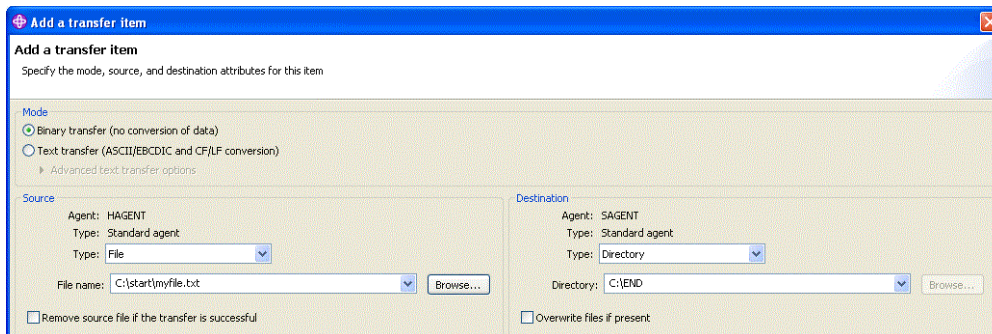 Add a transfer item
Add a transfer item
Specify the mode, source, and destination attributes for this item
Mode
Binary transfer (no conversion of data)
Text transfer (ASCII/EBCDIC and CF/LF conversion)
Advanced text transfer options
Source
Agent: HAGENT
Type: Standard agent
Type: File
File name: C:\start\myfile.txt Browse...
Remove source file if the transfer is successful
Destination
Agent: SAGENT
Type: Standard agent
Type: Directory
Directory: C:\END Browse...
Overwrite files if present